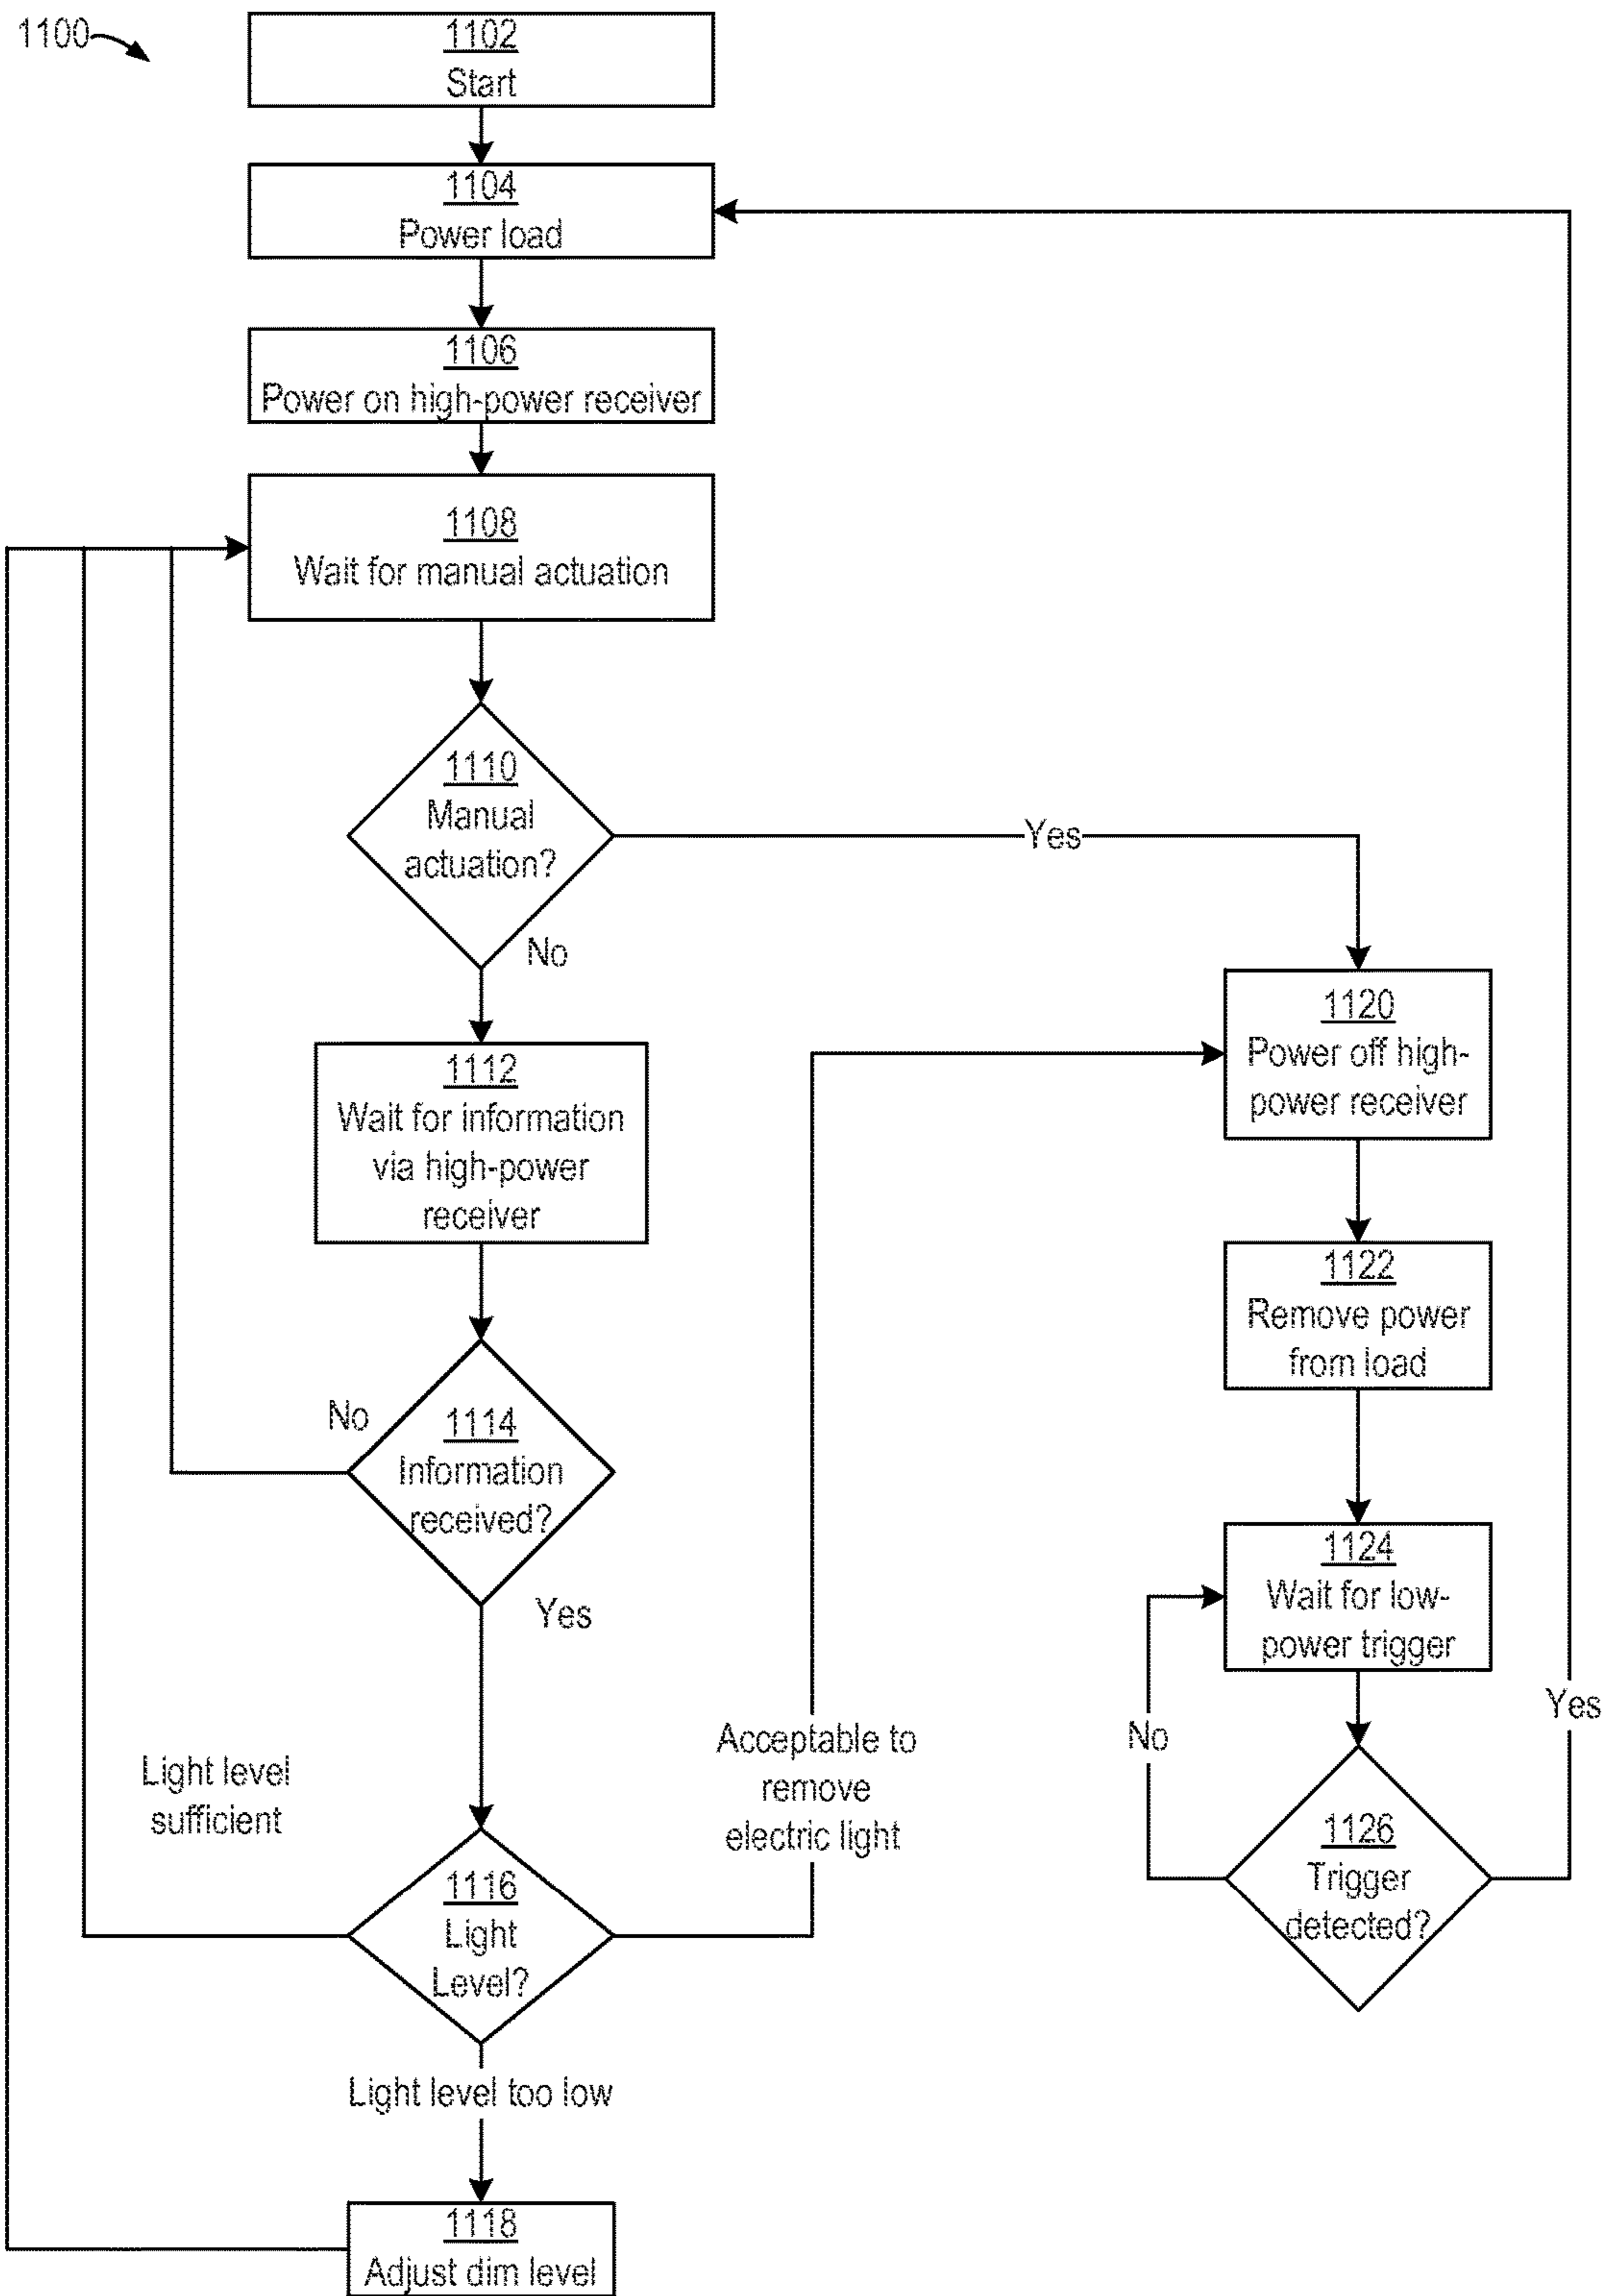 1100
1102
Start
1104
Power load
1106
Power on high-power receiver
1108
Wait for manual actuation
1110
Manual
actuation?
Yes
No
1112
Wait for information
via high-power
receiver
1120
Power off high-
power receiver
1122
Remove power
from load
No
1114
Information
received?
Yes
1124
Wait for low-
power trigger
Yes
No
Light level
sufficient
Acceptable to
remove
electric light
1116
Light
Level?
1126
Trigger
detected?
Light level too low
1118
Adjust dim level